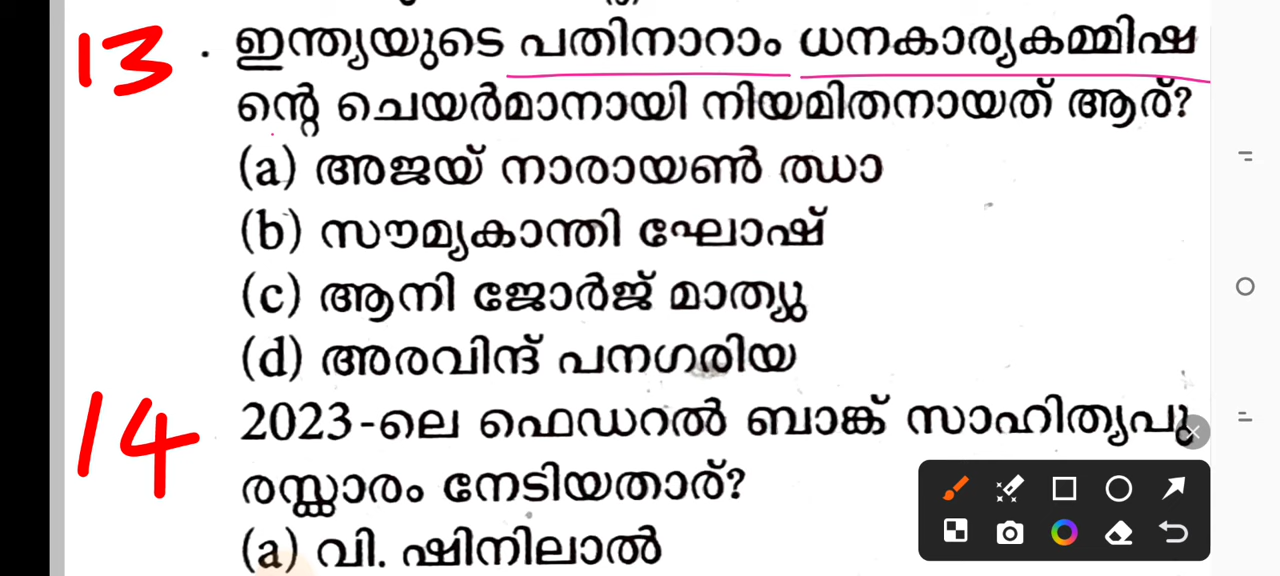 13
. ഇന്ത്യയുടെ പതിനാറാം ധനകാര്യകമ്മിഷ
ന്റെ ചെയർമാനായി നിയമിതനായത് ആര്?
(a) അജയ് നാരായൺ ഝാ
(b) സൗമ്യകാന്തി ഘോഷ്
(c) ആനി ജോർജ് മാത്യു
(d) അരവിന്ദ് പനഗരിയ
14
2023-ലെ ഫെഡറൽ ബാങ്ക് സാഹിത്യപു
രസ്കാരം നേടിയതാര്?
(a) വി. ഷിനിലാൽ